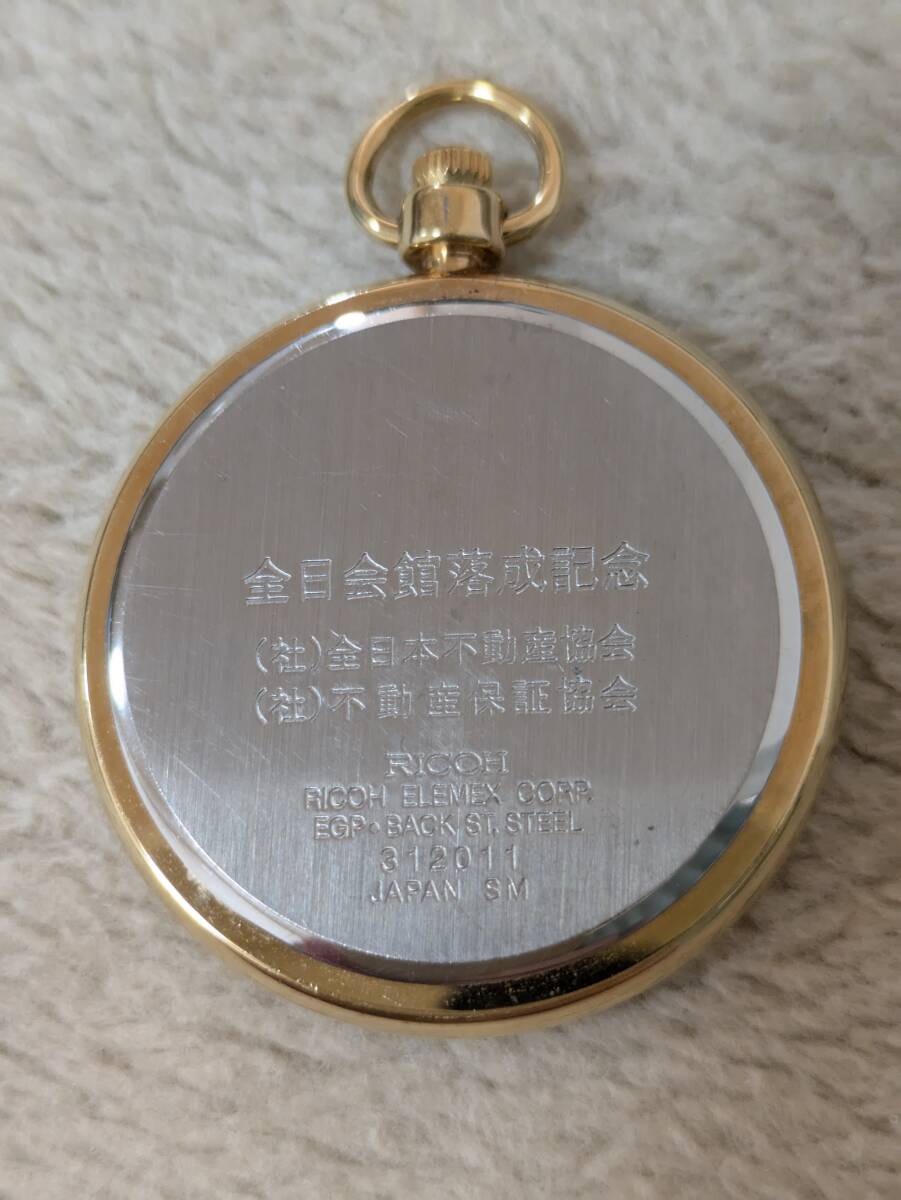 全日会館落成記念
(社)全日本不動産協会
(社)不動産保証協会
RICOH
RICOH ELEMEX CORP.
EGP・BACK ST. STEEL
312011
JAPAN SM